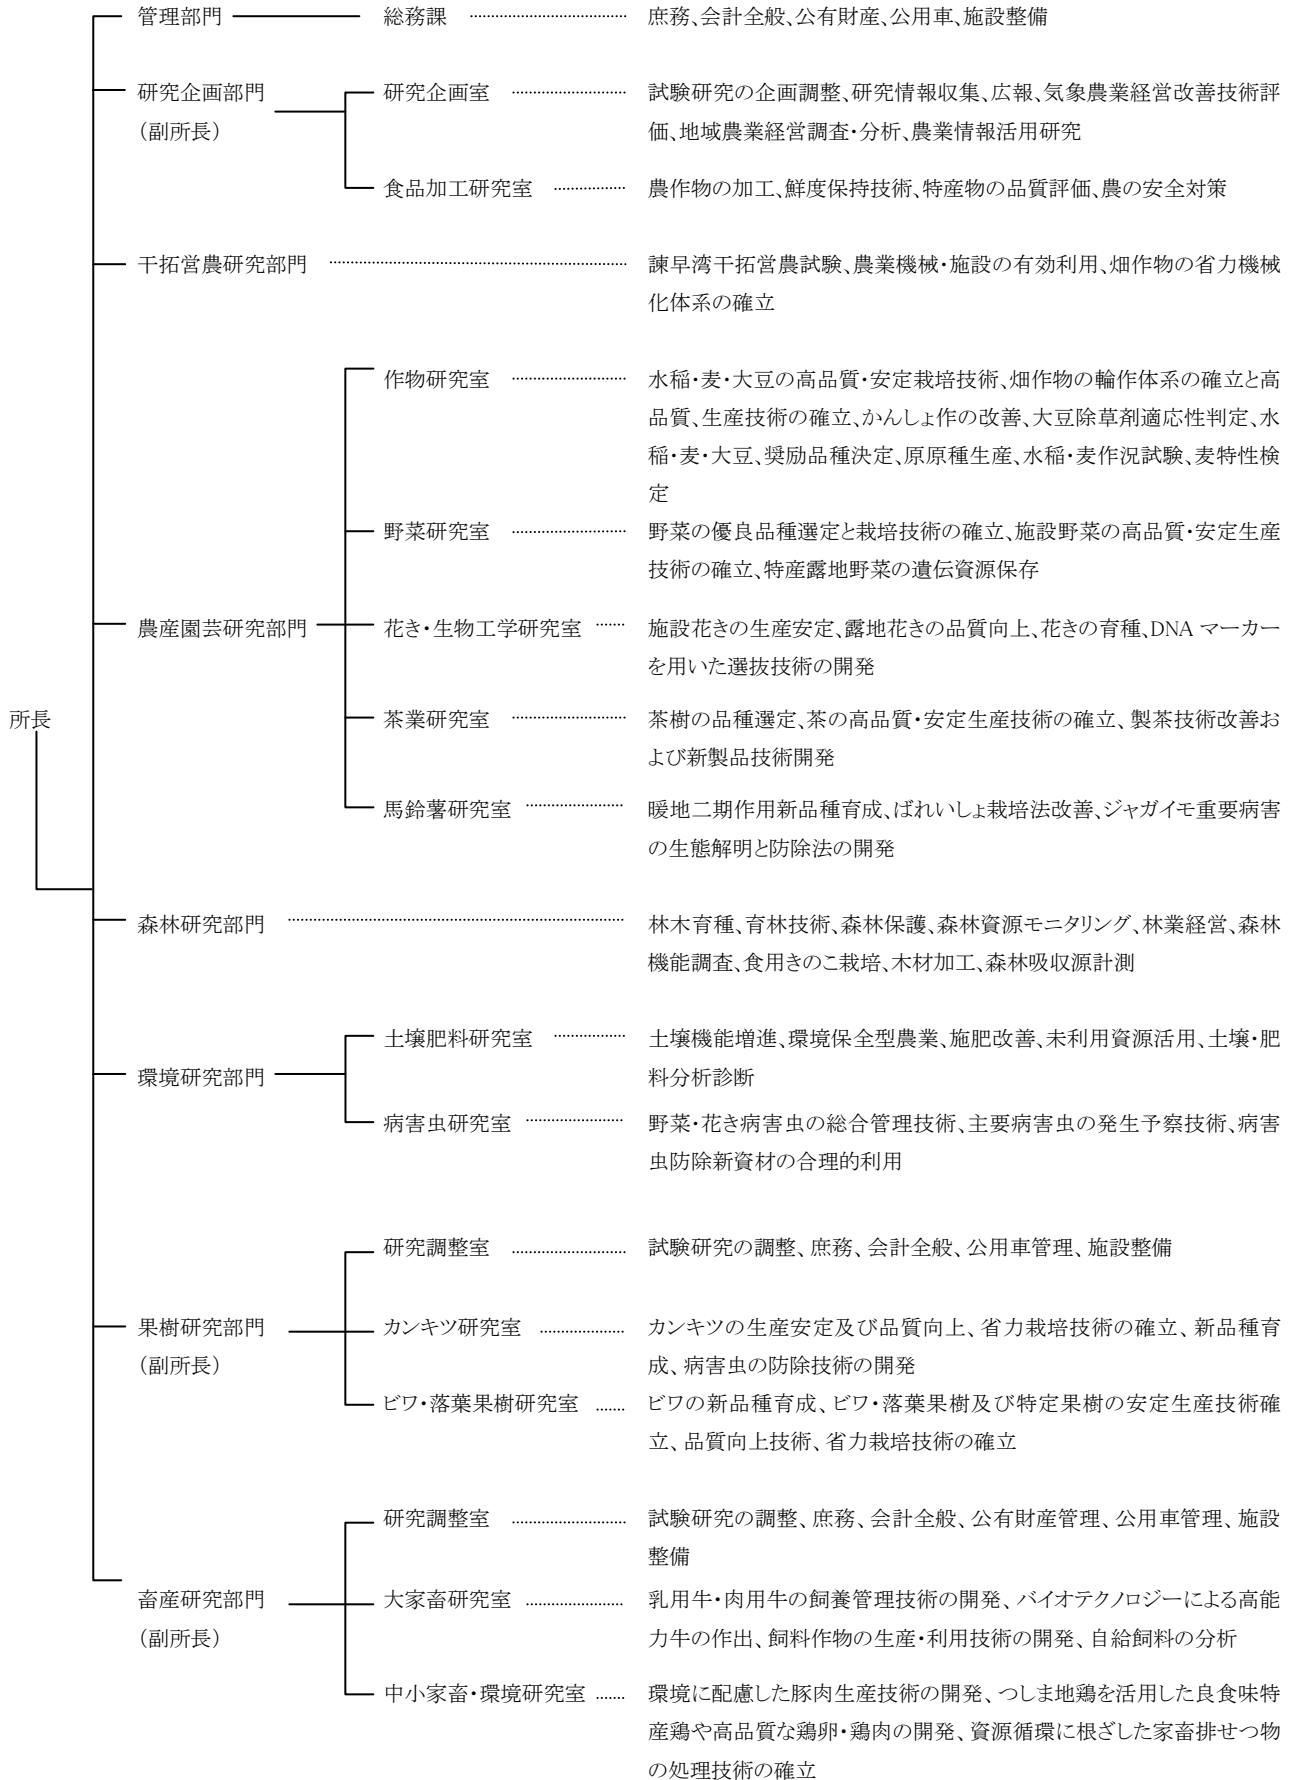 管理部門 総務課 庶務、会計全般、公有財産、公用車、施設整備
研究企画部門 研究企画室 試験研究の企画調整、研究情報収集、広報、気象農業経営改善技術評
(副所長) 価、地域農業経営調査・分析、農業情報活用研究
食品加工研究室 農作物の加工、鮮度保持技術、特産物の品質評価、農の安全対策
干拓営農研究部門 諫早湾干拓営農試験、農業機械・施設の有効利用、畑作物の省力機械
化体系の確立
作物研究室 水稲・麦・大豆の高品質・安定栽培技術、畑作物の輪作体系の確立と高
品質、生産技術の確立、かんしょ作の改善、大豆除草剤適応性判定、水
稲・麦・大豆、奨励品種決定、原原種生産、水稲・麦作況試験、麦特性検
定
野菜研究室 野菜の優良品種選定と栽培技術の確立、施設野菜の高品質・安定生産
技術の確立、特産露地野菜の遺伝資源保存
農産園芸研究部門 花き・生物工学研究室 施設花きの生産安定、露地花きの品質向上、花きの育種、DNA マーカー
を用いた選抜技術の開発
所長 茶業研究室 茶樹の品種選定、茶の高品質・安定生産技術の確立、製茶技術改善お
よび新製品技術開発
馬鈴薯研究室 暖地二期作用新品種育成、ばれいしょ栽培法改善、ジャガイモ重要病害
の生態解明と防除法の開発
森林研究部門 林木育種、育林技術、森林保護、森林資源モニタリング、林業経営、森林
機能調査、食用きのこ栽培、木材加工、森林吸収源計測
土壌肥料研究室 土壌機能増進、環境保全型農業、施肥改善、未利用資源活用、土壌・肥
環境研究部門 料分析診断
病害虫研究室 野菜・花き病害虫の総合管理技術、主要病害虫の発生予察技術、病害
虫防除新資材の合理的利用
研究調整室 試験研究の調整、庶務、会計全般、公用車管理、施設整備
果樹研究部門 カンキツ研究室 カンキツの生産安定及び品質向上、省力栽培技術の確立、新品種育
(副所長) 成、病害虫の防除技術の開発
ビワ・落葉果樹研究室 ビワの新品種育成、ビワ・落葉果樹及び特定果樹の安定生産技術確
立、品質向上技術、省力栽培技術の確立
研究調整室 試験研究の調整、庶務、会計全般、公有財産管理、公用車管理、施設
整備
畜産研究部門 大家畜研究室 乳用牛・肉用牛の飼養管理技術の開発、バイオテクノロジーによる高能
(副所長) 力牛の作出、飼料作物の生産・利用技術の開発、自給飼料の分析
中小家畜・環境研究室 環境に配慮した豚肉生産技術の開発、つしま地鶏を活用した良食味特
産鶏や高品質な鶏卵・鶏肉の開発、資源循環に根ざした家畜排せつ物
の処理技術の確立